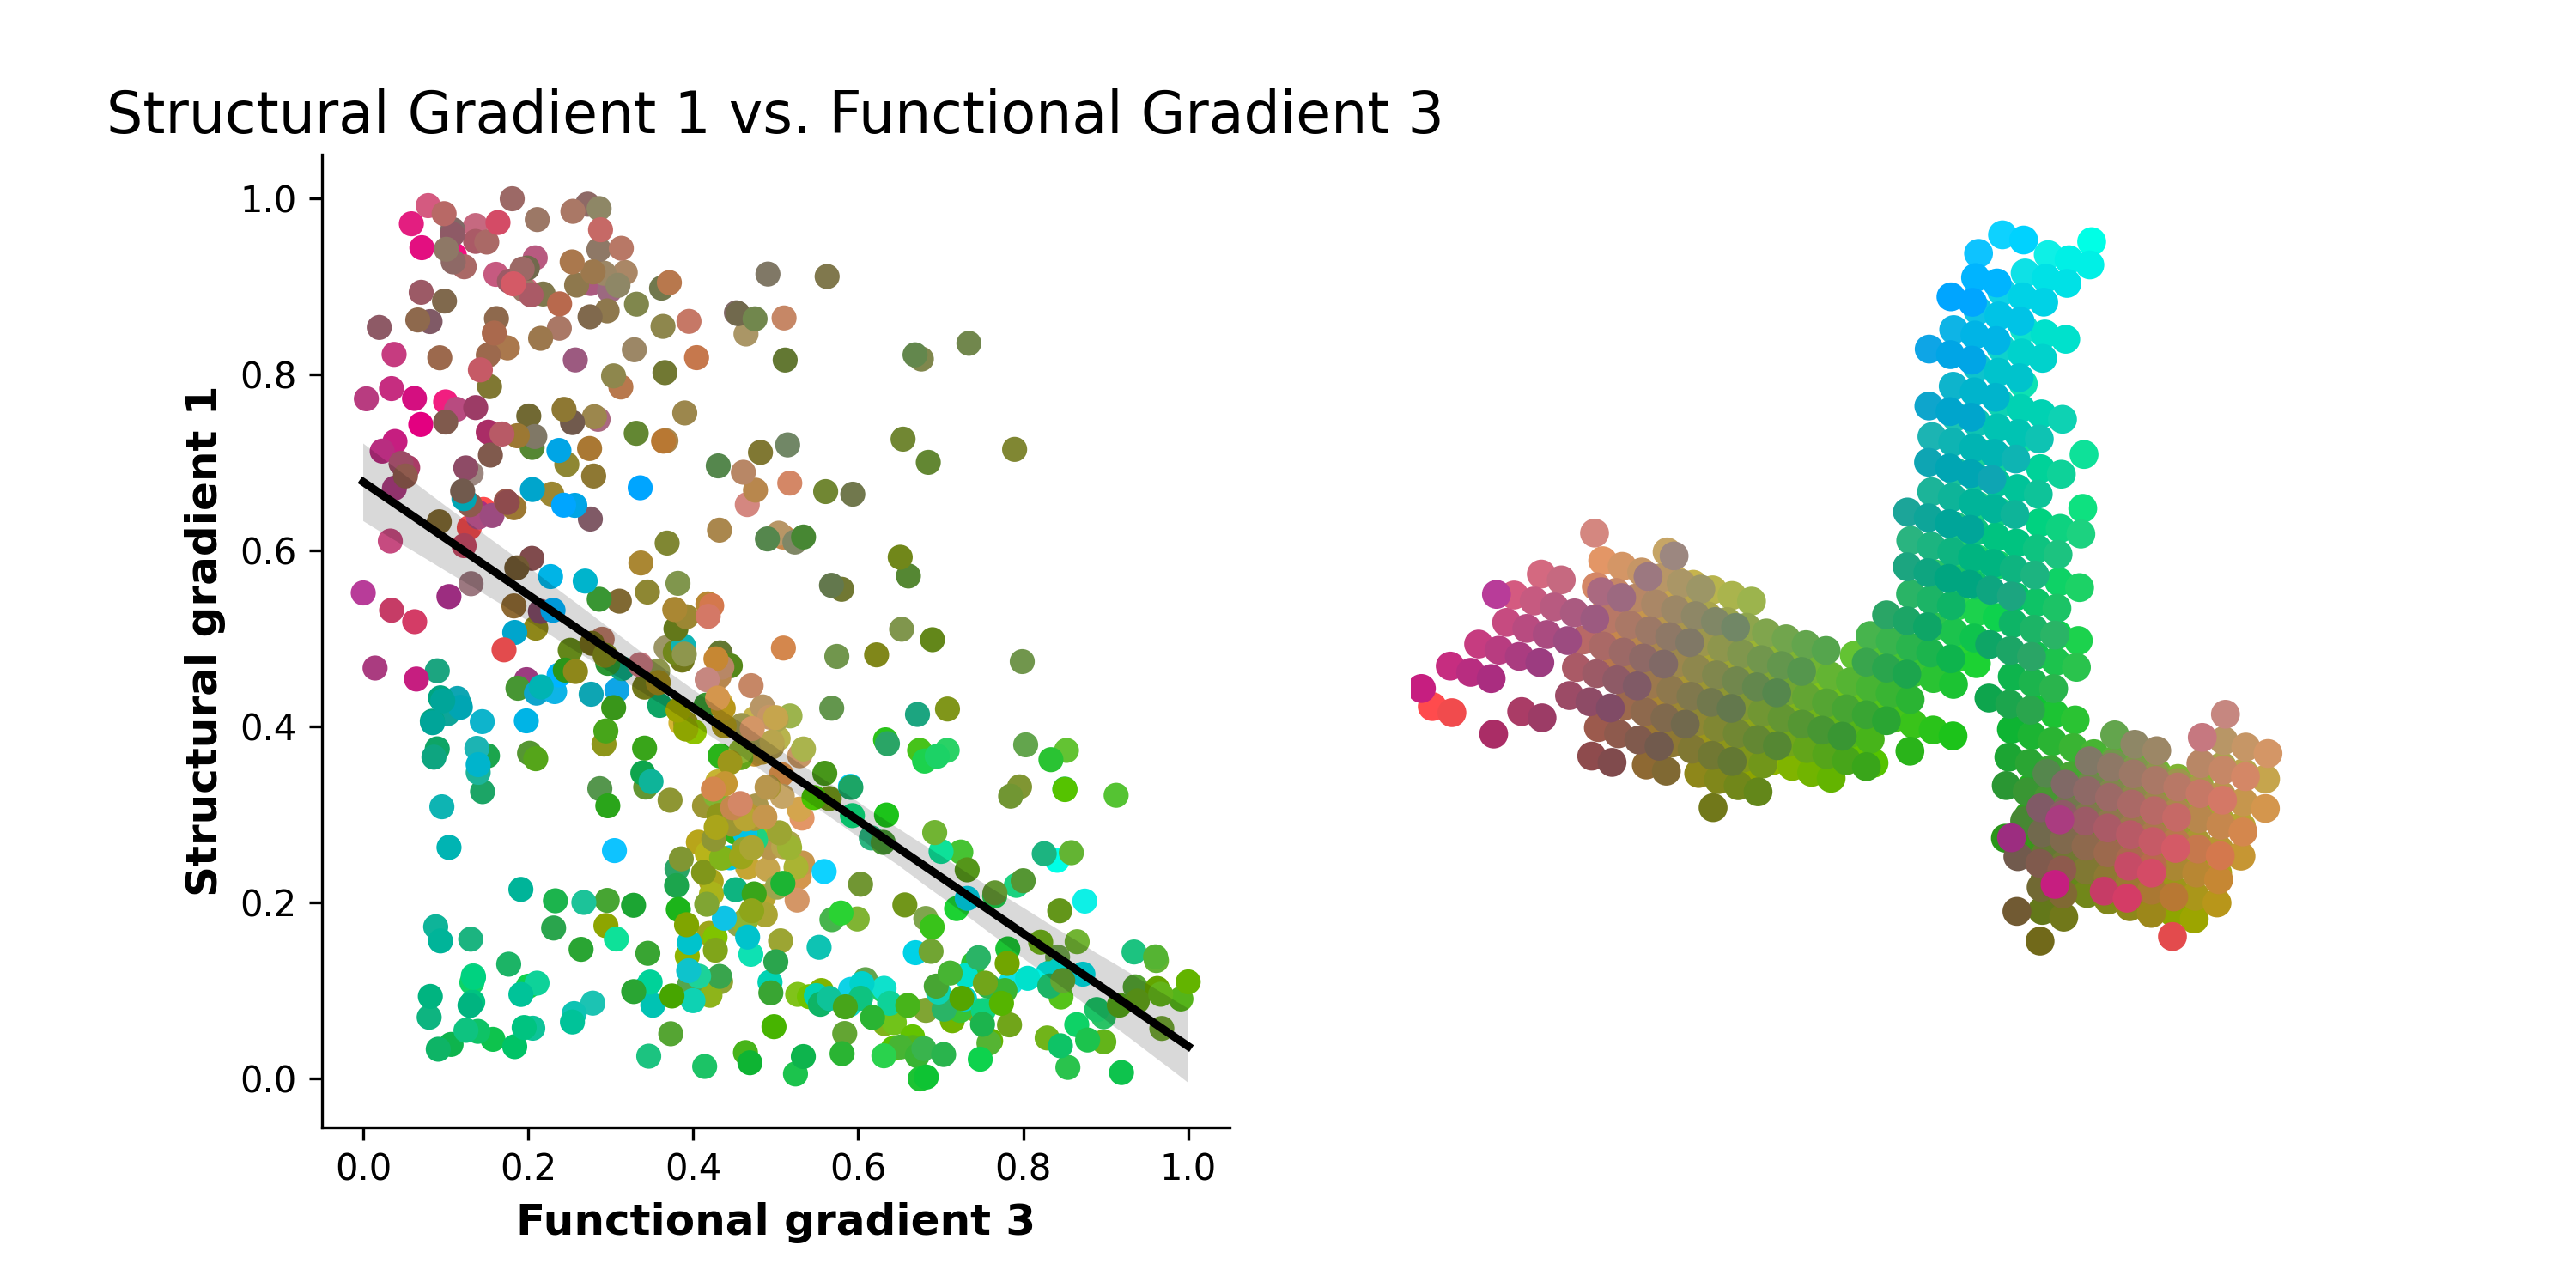 Structural Gradient 1 vs. Functional Gradient 3
Structural gradient 1
1.0
0.8
0.6
0.4
0.2
0.0
0.0 0.2 0.4 0.6 0.8 1.0
Functional gradient 3